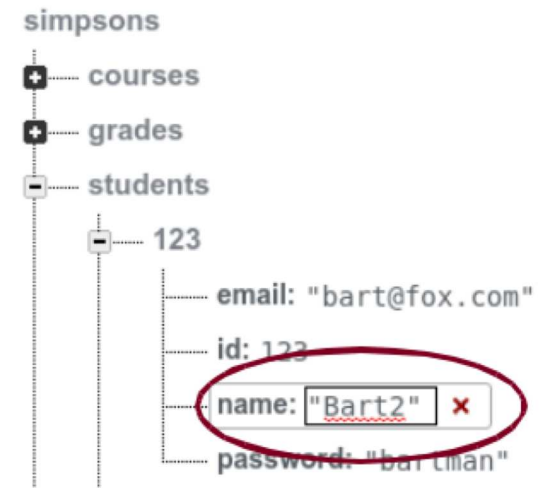 simpsons
courses
grades
students
123
email: "bart@fox.com"
id: 123
name: "Bart2" ×
password: "bartman"